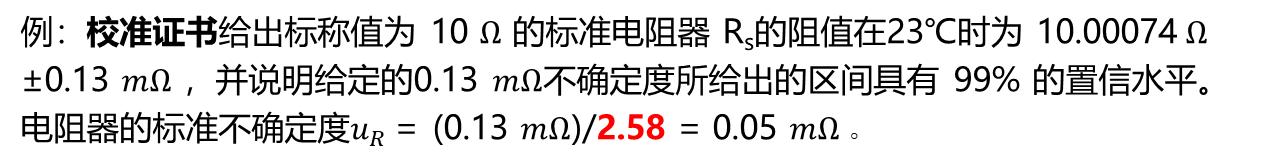 例：校准证书给出标称值为 10 Ω 的标准电阻器 Rs的阻值在23℃时为 10.00074 Ω
±0.13 mΩ ，并说明给定的0.13 mΩ不确定度所给出的区间具有 99% 的置信水平。
电阻器的标准不确定度uR = (0.13 mΩ)/2.58 = 0.05 mΩ 。